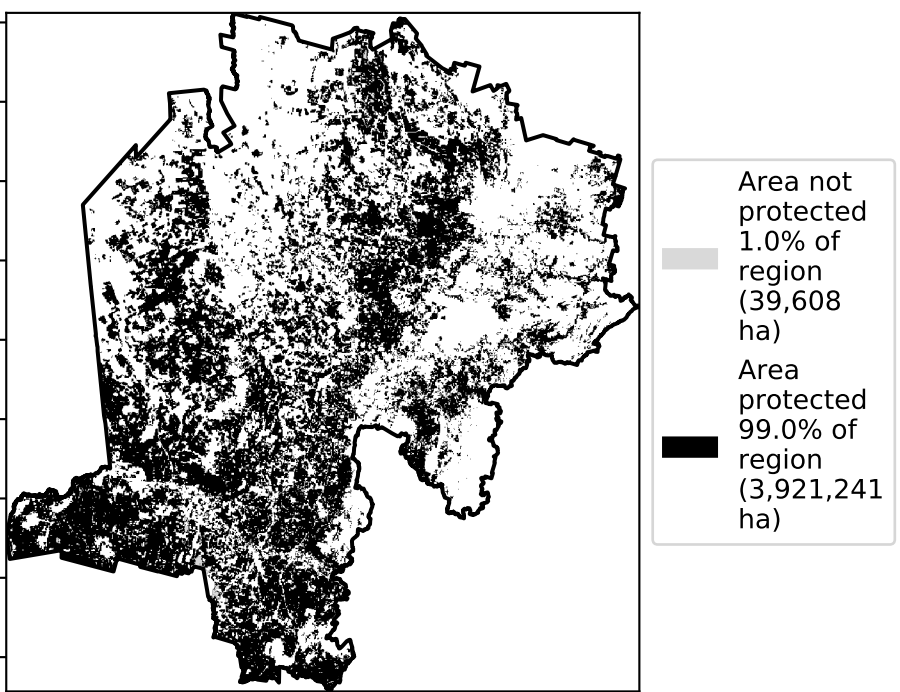 Area not
protected
1.0% of
region
(39,608
ha)
Area
protected
99.0% of
region
(3,921,241
ha)